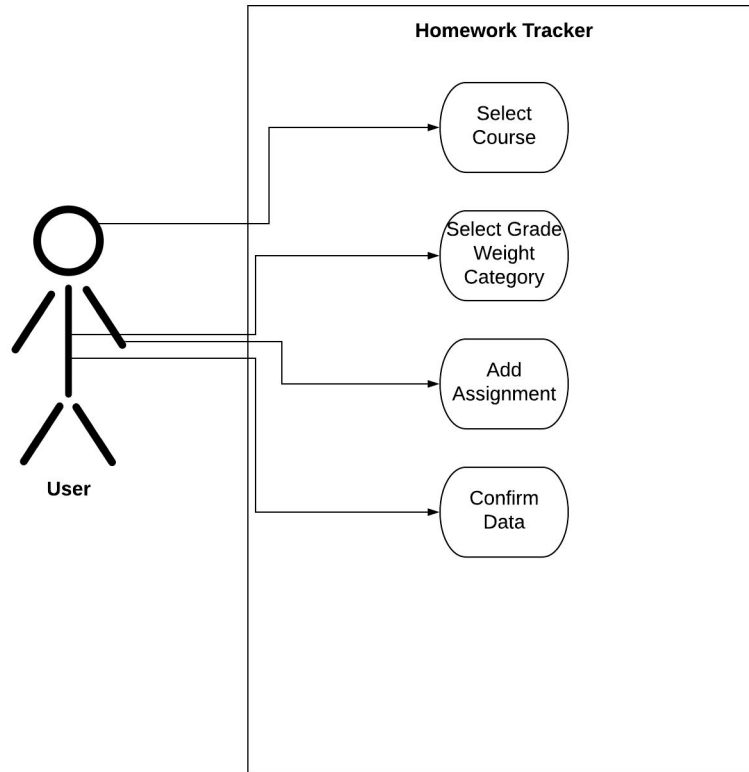 Homework Tracker
Select
Course
Select Grade
Weight
Category
Add
Assignment
User
Confirm
Data